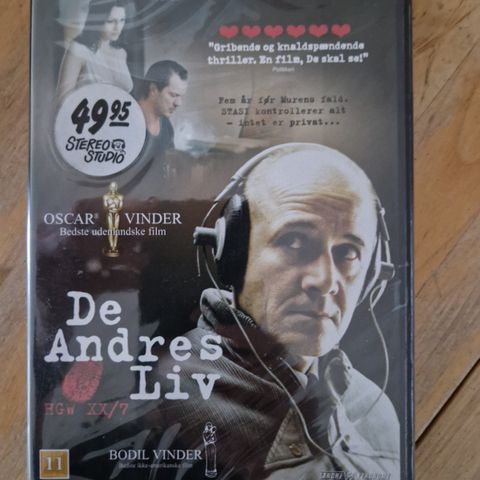 "Gribende og knaldspændende
thriller. En film, De skal se!"
Politiken
Fem år før Murens fald.
STASI kontrollerer alt
- intet er privat...
49.95
STEREO
STUDIO
OSCAR® VINDER
Bedste udenlandske film
De
Andres
Liv
HGW XX/7
11
BODIL VINDER
Bedste ikke-amerikanske film